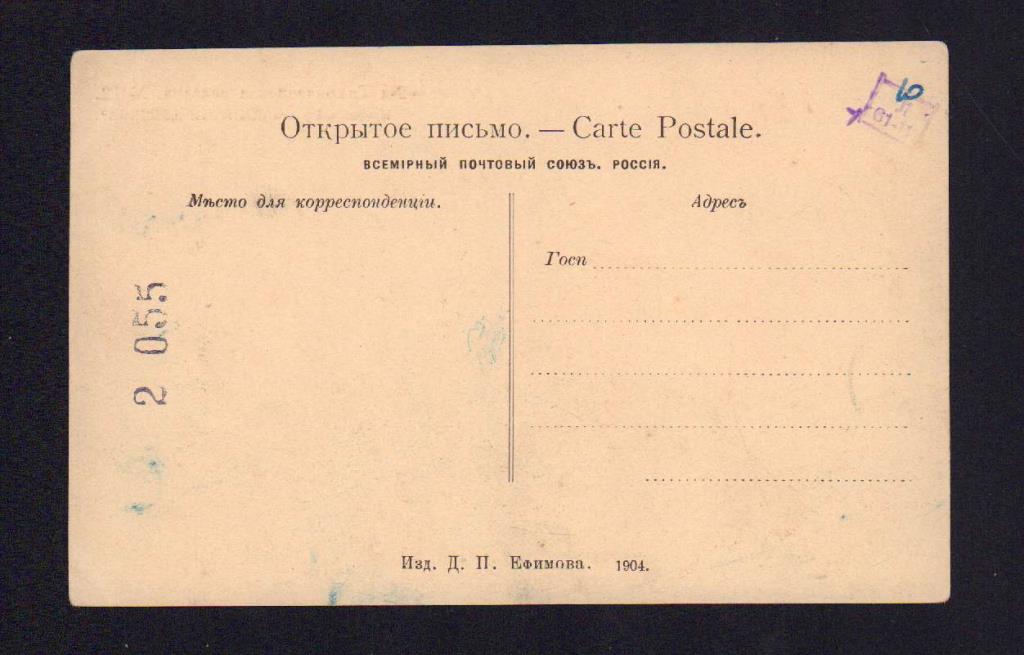 Открытое письмо. — Carte Postale.
ВСЕМІРНЫЙ ПОЧТОВЫЙ СОЮЗЪ. РОССІЯ.
Мѣсто для корреспонденціи.
Адресъ
Госп
2 055
Изд. Д. П. Ефимова. 1904.